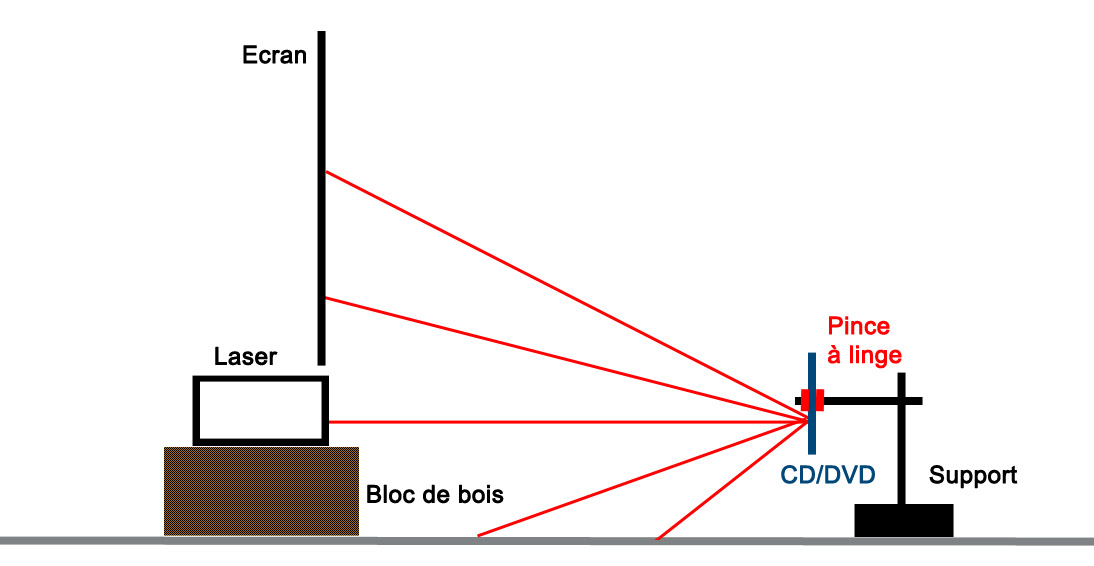 Ecran
Laser
Pince
à linge
CD/DVD
Support
Bloc de bois